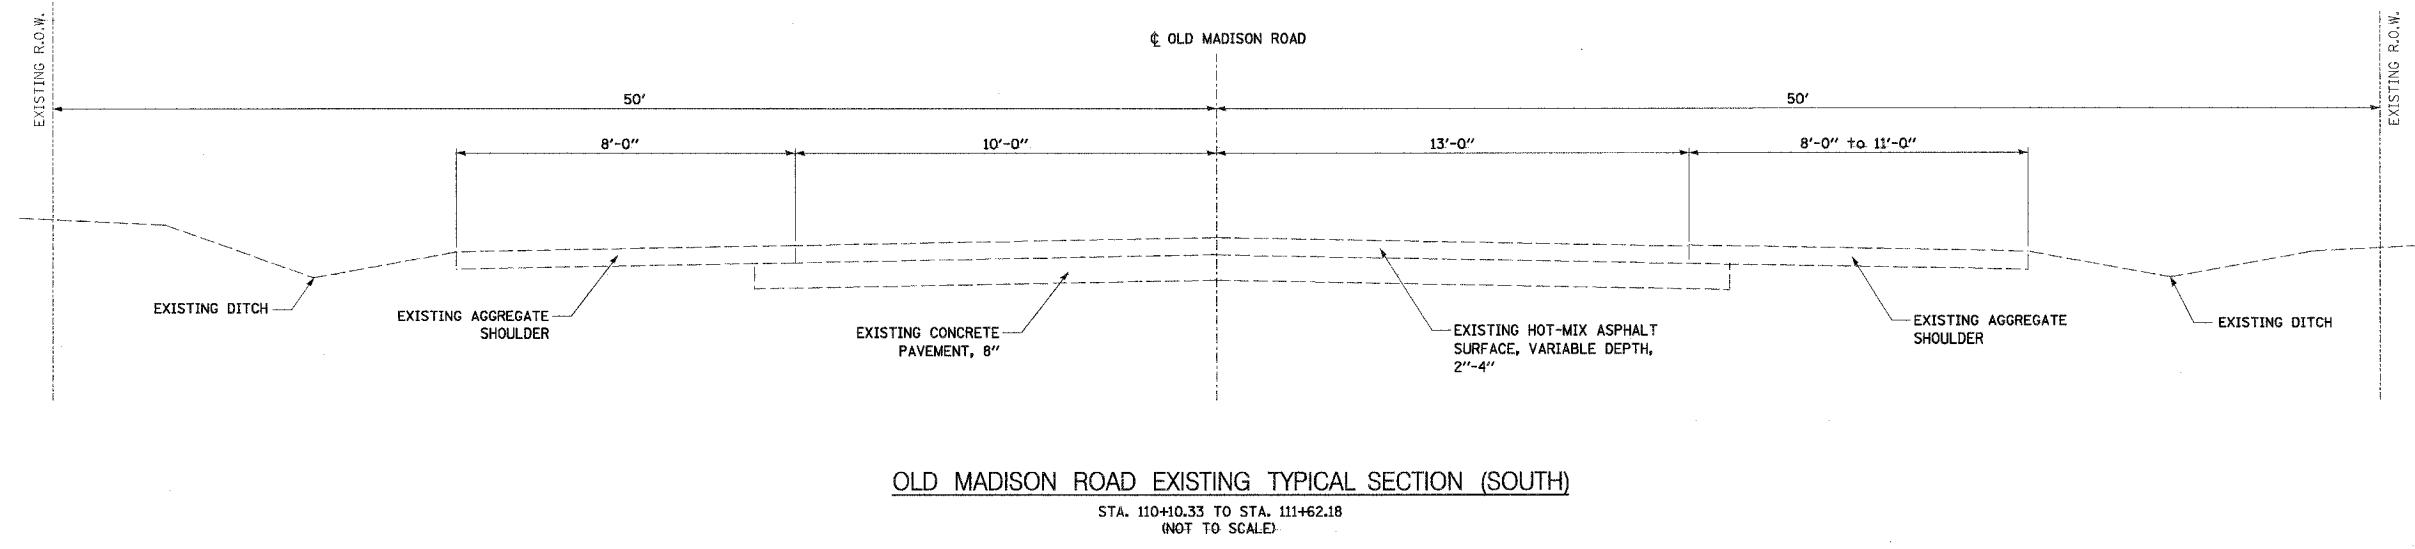 EXISTING R.O.W.
℄ OLD MADISON ROAD
EXISTING R.O.W.
50'
50'
8'-0"
10'-0"
13'-0"
8'-0" to 11'-0"
EXISTING DITCH
EXISTING AGGREGATE
SHOULDER
EXISTING CONCRETE
PAVEMENT, 8"
EXISTING HOT-MIX ASPHALT
SURFACE, VARIABLE DEPTH,
2"-4"
EXISTING AGGREGATE
SHOULDER
EXISTING DITCH
OLD MADISON ROAD EXISTING TYPICAL SECTION (SOUTH)
STA. 110+10.33 TO STA. 111+62.18
(NOT TO SCALE)